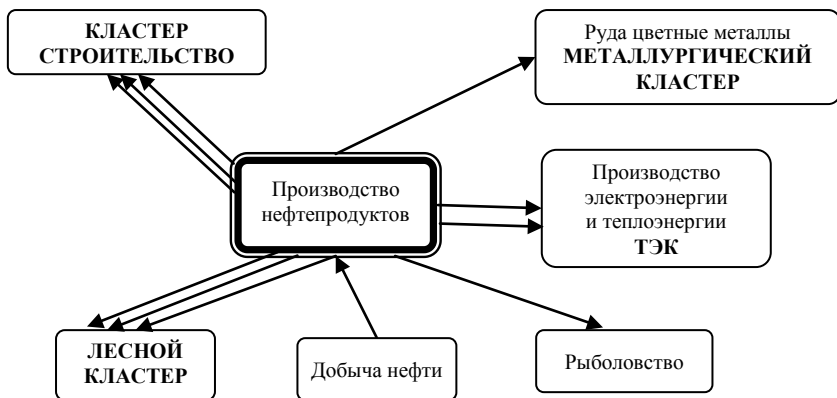 КЛАСТЕР
СТРОИТЕЛЬСТВО
Руда цветные металлы
МЕТАЛЛУРГИЧЕСКИЙ
КЛАСТЕР
Производство
нефтепродуктов
Производство
электроэнергии
и теплоэнергии
ТЭК
ЛЕСНОЙ
КЛАСТЕР
Добыча нефти
Рыболовство